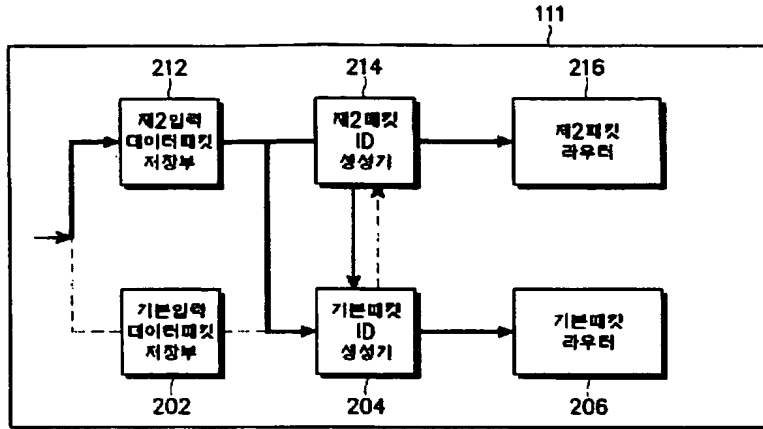 111
212
214
216
제2입력
데이터패킷
저장부
제2패킷
ID
생성기
제2패킷
라우터
기본입력
데이터패킷
저장부
기본패킷
ID
생성기
기본패킷
라우터
202
204
206